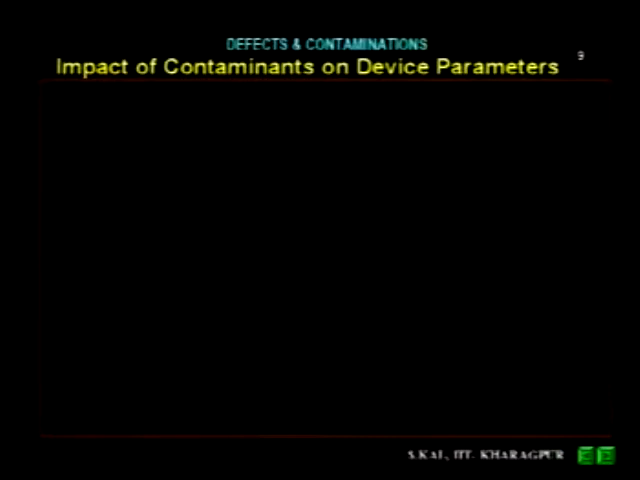 DEFECTS & CONTAMINATIONS
Impact of Contaminants on Device Parameters
9
S.KAL, IIT- KHARAGPUR